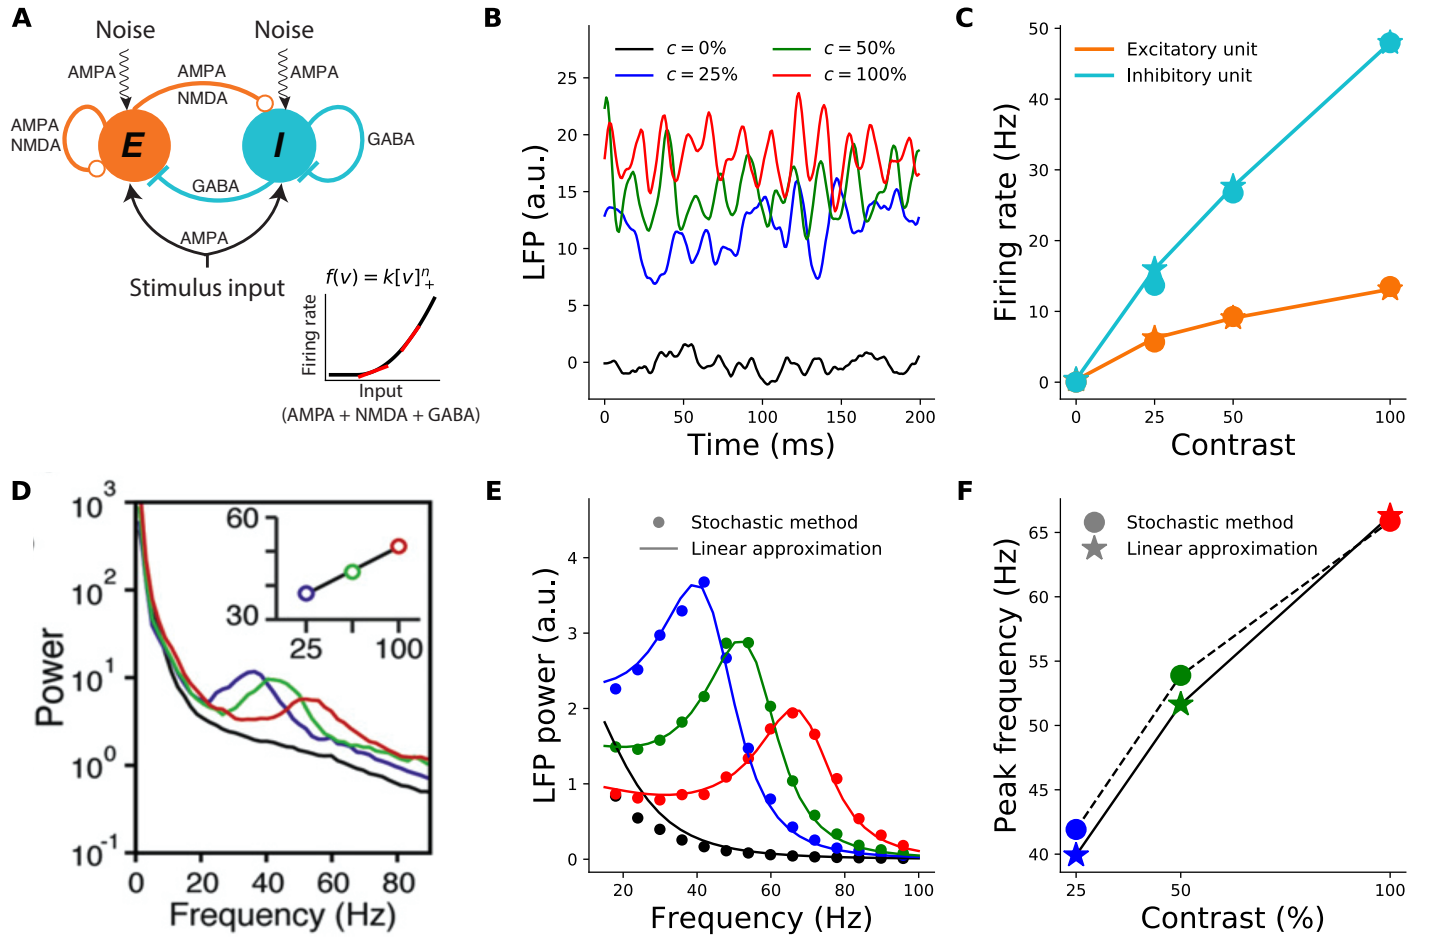 A
Noise
Noise
AMPA
AMPA
AMPA
NMDA
AMPA
NMDA
E
I
GABA
GABA
AMPA
Stimulus input
f(v) = k[v]₊ⁿ
Firing rate
Input
(AMPA + NMDA + GABA)
B
c = 0%
c = 50%
c = 25%
c = 100%
LFP (a.u.)
25
20
15
10
5
0
0 50 100 150 200
Time (ms)
C
Excitatory unit
Inhibitory unit
Firing rate (Hz)
50
40
30
20
10
0
0 25 50 100
Contrast
D
Power
10³
10²
10¹
10⁰
10⁻¹
60
30
25 100
0 20 40 60 80
Frequency (Hz)
E
Stochastic method
Linear approximation
LFP power (a.u.)
4
3
2
1
0
20 40 60 80 100
Frequency (Hz)
F
Stochastic method
Linear approximation
Peak frequency (Hz)
65
60
55
50
45
40
25 50 100
Contrast (%)